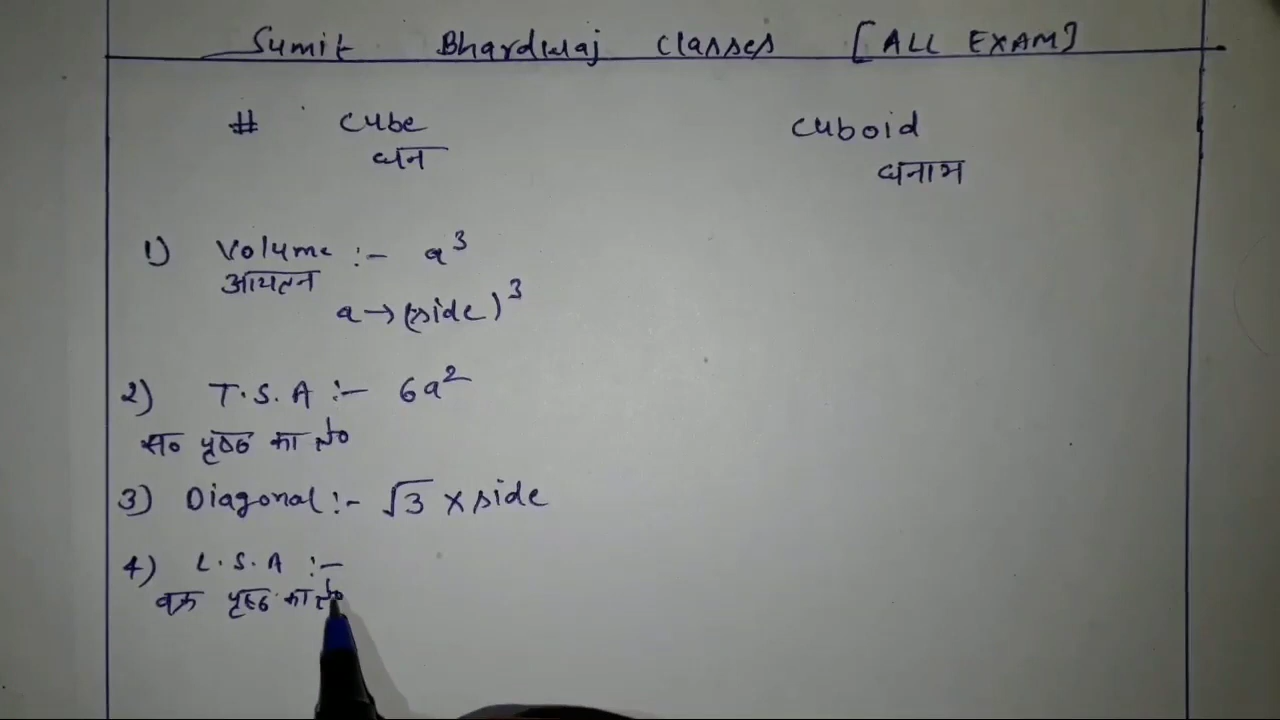 Sumit Bhardwaj Classes [ALL EXAM]
# Cube
घन
Cuboid
घनाभ
1) Volume :- a³
आयतन
a → (side)³
2) T.S.A :- 6a²
स० पृष्ठ का क्षे०
3) Diagonal :- √3 × side
4) L.S.A :-
वक्र पृष्ठ का क्षे०